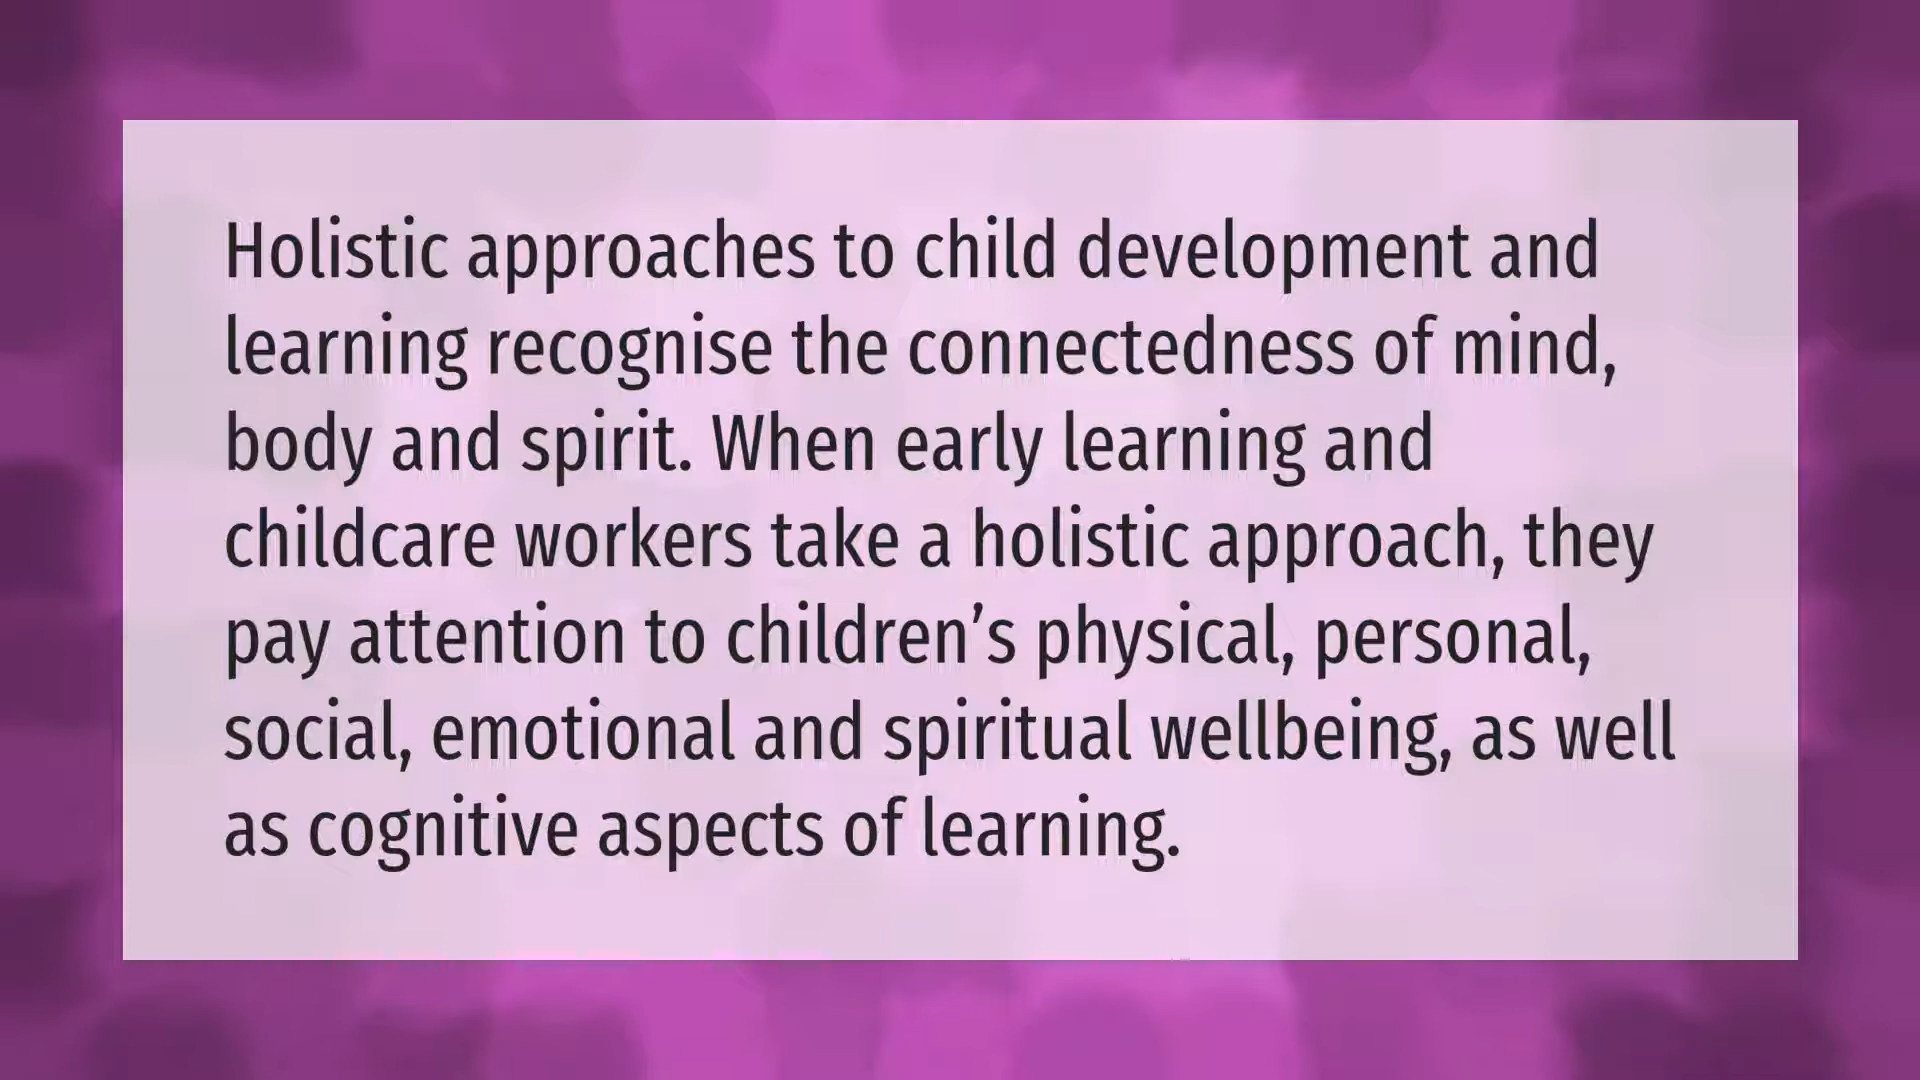 Holistic approaches to child development and
learning recognise the connectedness of mind,
body and spirit. When early learning and
childcare workers take a holistic approach, they
pay attention to children’s physical, personal,
social, emotional and spiritual wellbeing, as well
as cognitive aspects of learning.